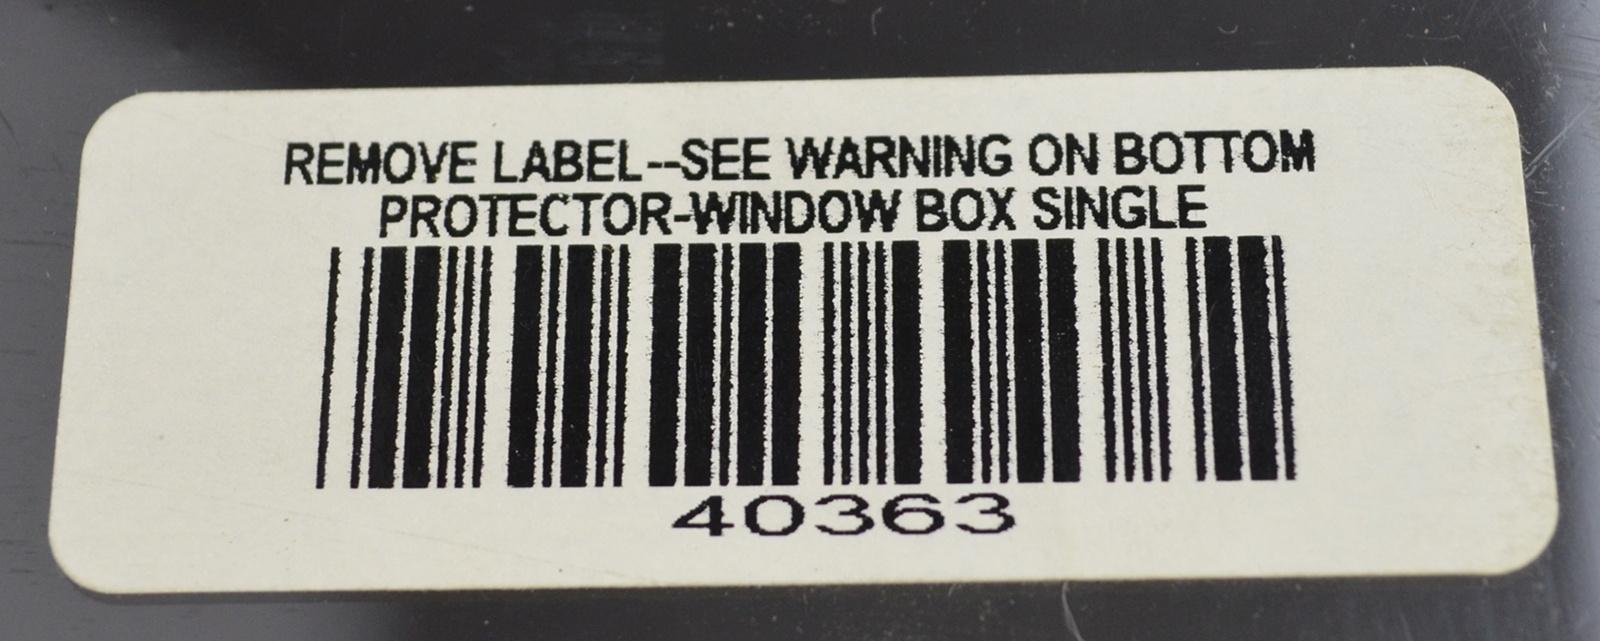 REMOVE LABEL--SEE WARNING ON BOTTOM
PROTECTOR-WINDOW BOX SINGLE
40363